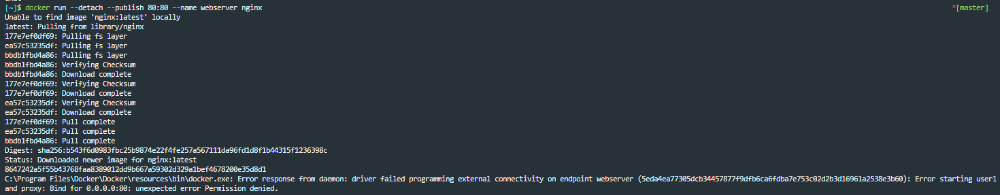 [~]$ docker run --detach --publish 80:80 --name webserver nginx *[master]
Unable to find image 'nginx:latest' locally
latest: Pulling from library/nginx
177e7ef0df69: Pulling fs layer
ea57c53235df: Pulling fs layer
bbdb1fbd4a86: Pulling fs layer
bbdb1fbd4a86: Verifying Checksum
bbdb1fbd4a86: Download complete
177e7ef0df69: Verifying Checksum
177e7ef0df69: Download complete
ea57c53235df: Verifying Checksum
ea57c53235df: Download complete
177e7ef0df69: Pull complete
ea57c53235df: Pull complete
bbdb1fbd4a86: Pull complete
Digest: sha256:b543f6d0983fbc25b9874e22f4fe257a567111da96fd1d8f1b44315f1236398c
Status: Downloaded newer image for nginx:latest
8647242a5f55b43768faa8389012dd9b667a59302d329a1bef4678200e35d8d1
C:\Program Files\Docker\Docker\resources\bin\docker.exe: Error response from daemon: driver failed programming external connectivity on endpoint webserver (5eda4ea77305dcb34457877f9dfb6ca6fdba7e753c02d2b3d16961a2538e3b60): Error starting userl
and proxy: Bind for 0.0.0.0:80: unexpected error Permission denied.